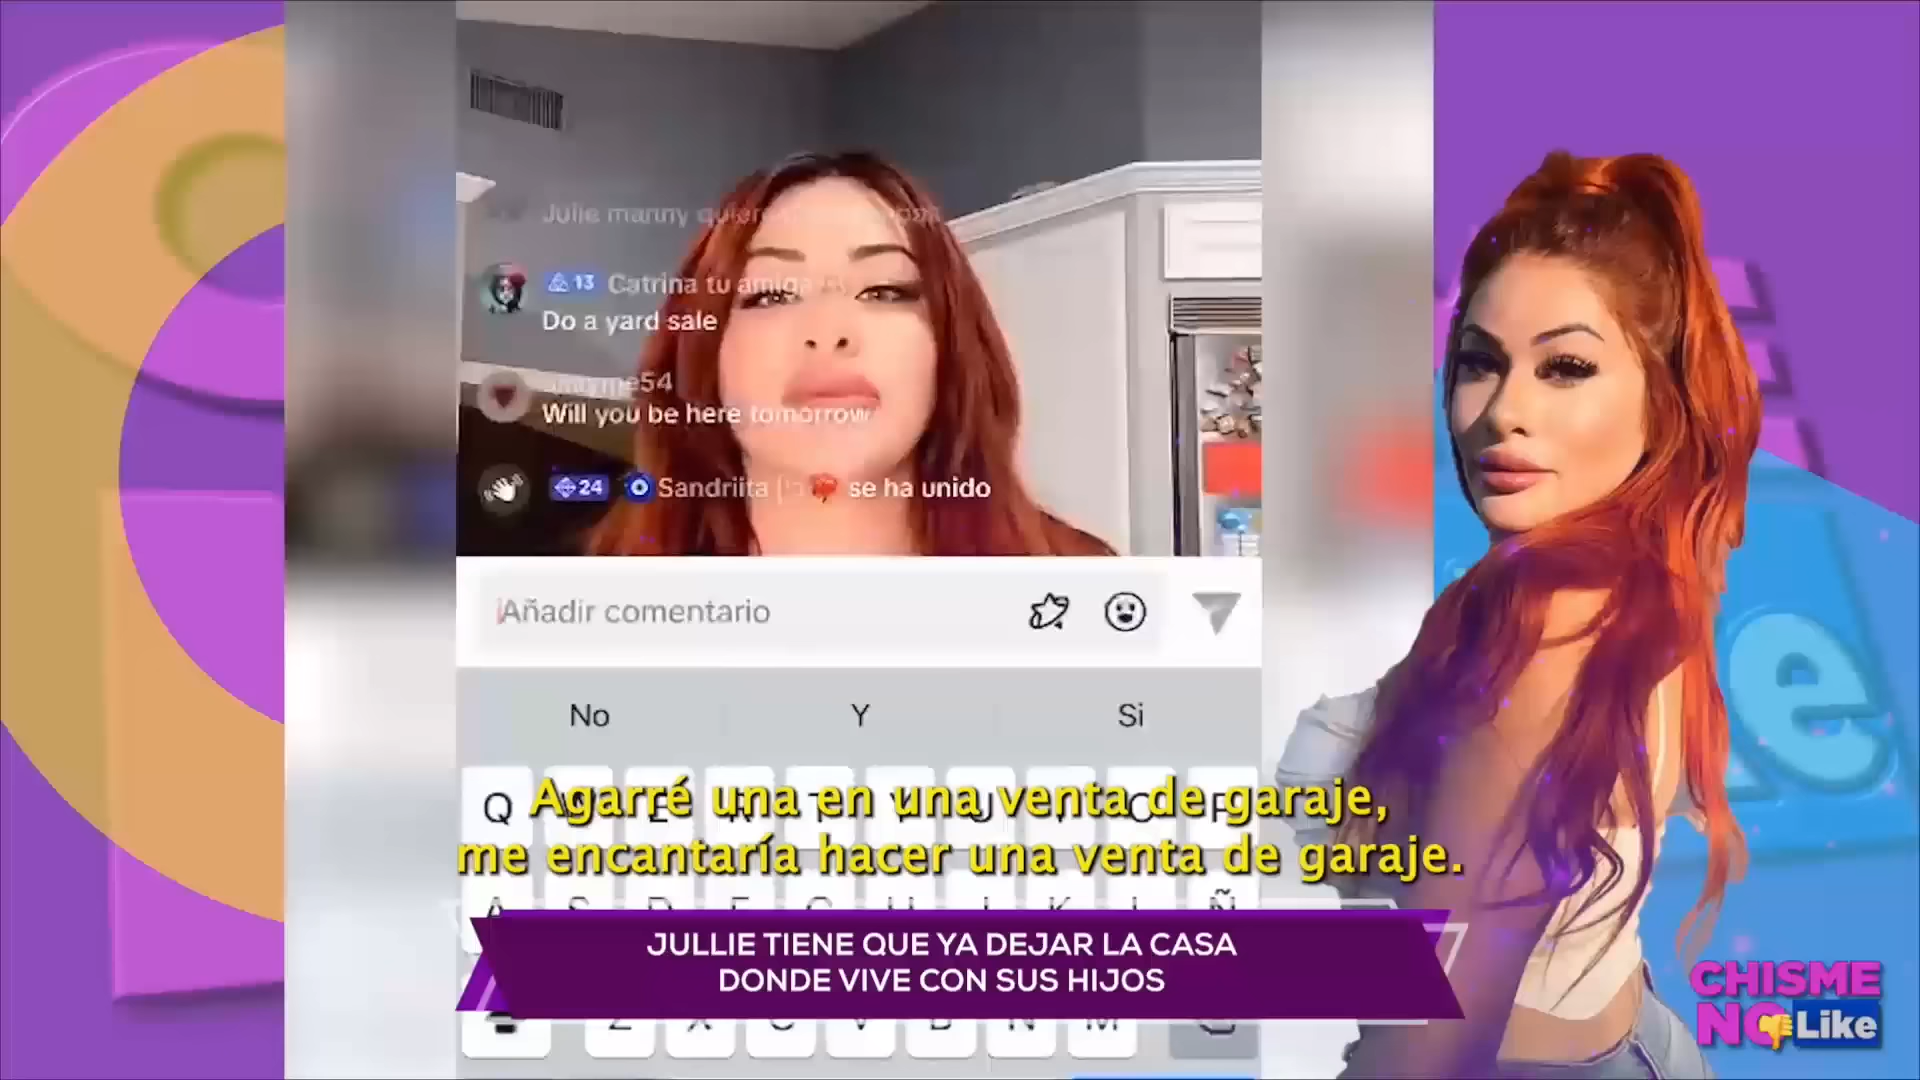 Julie manny
13 Catrina tu amiga
Do a yard sale
Will you be here tomorrow
24 Sandriita se ha unido
Añadir comentario
No Y Si
Agarré una en una venta de garaje,
me encantaría hacer una venta de garaje.
JULLIE TIENE QUE YA DEJAR LA CASA
DONDE VIVE CON SUS HIJOS
CHISME
NO Like
e